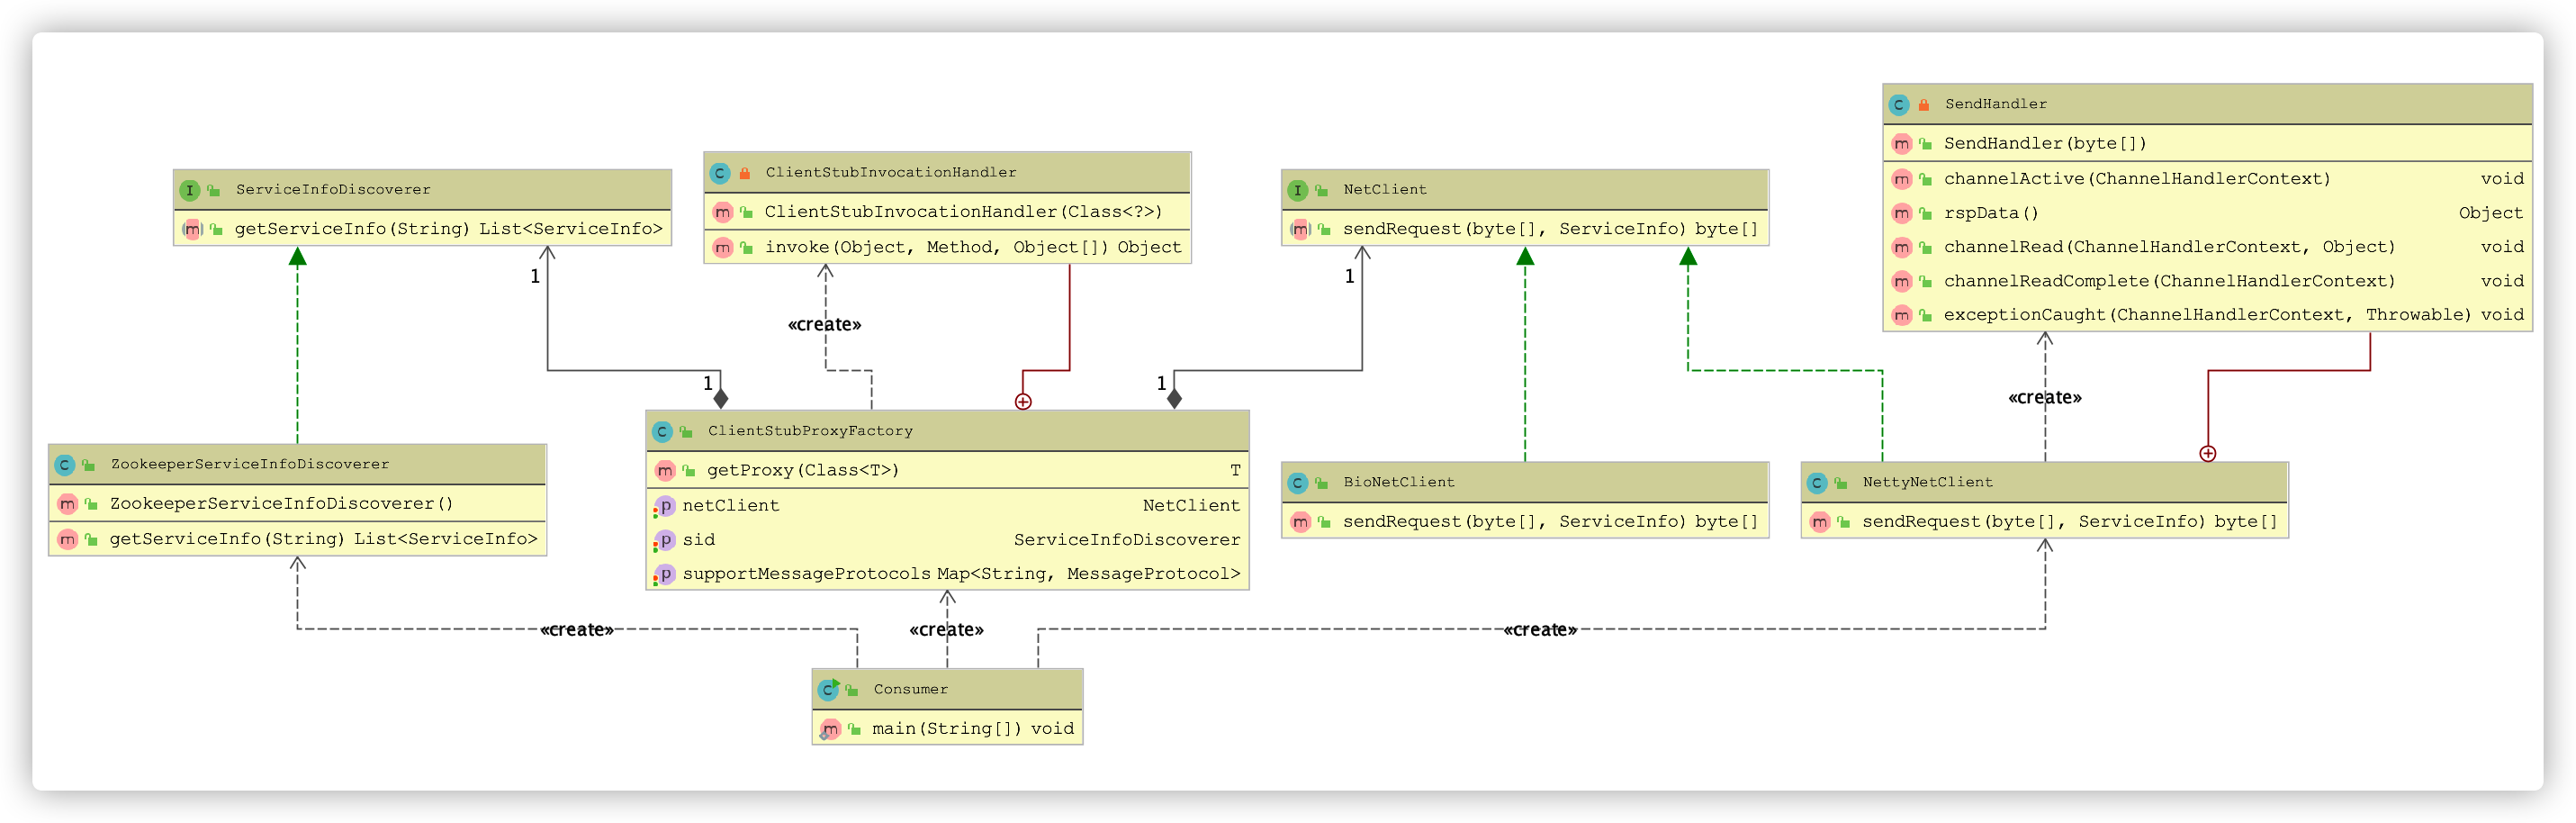 SendHandler
SendHandler(byte[])
channelActive(ChannelHandlerContext) void
rspData() Object
channelRead(ChannelHandlerContext, Object) void
channelReadComplete(ChannelHandlerContext) void
exceptionCaught(ChannelHandlerContext, Throwable) void
ServiceInfoDiscoverer
getServiceInfo(String) List<ServiceInfo>
ClientStubInvocationHandler
ClientStubInvocationHandler(Class<?>)
invoke(Object, Method, Object[]) Object
NetClient
sendRequest(byte[], ServiceInfo) byte[]
1
1
«create»
1
1
«create»
ZookeeperServiceInfoDiscoverer
ZookeeperServiceInfoDiscoverer()
getServiceInfo(String) List<ServiceInfo>
ClientStubProxyFactory
getProxy(Class<T>) T
netClient NetClient
sid ServiceInfoDiscoverer
supportMessageProtocols Map<String, MessageProtocol>
BioNetClient
sendRequest(byte[], ServiceInfo) byte[]
NettyNetClient
sendRequest(byte[], ServiceInfo) byte[]
«create»
«create»
«create»
Consumer
main(String[]) void